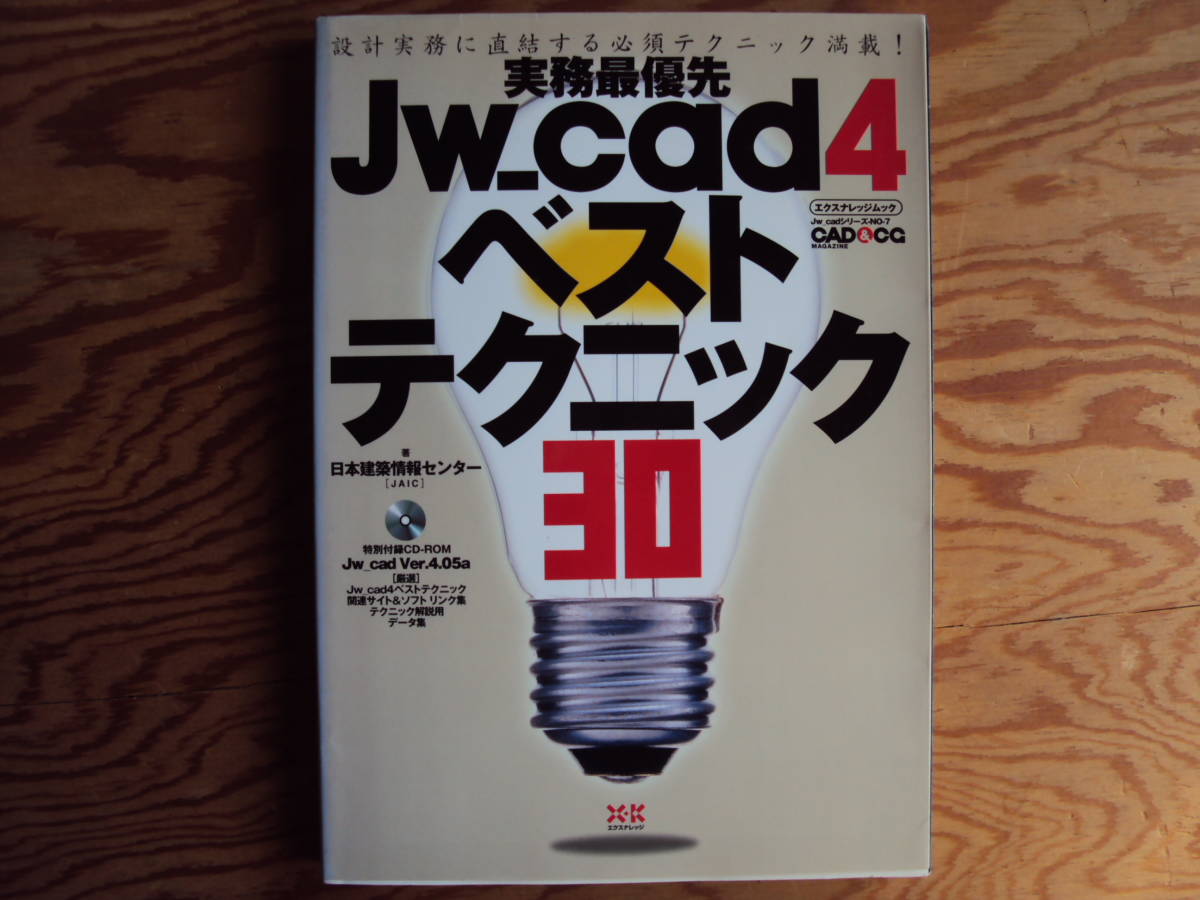 設計実務に直結する必須テクニック満載!
実務最優先
Jw_cad4
ベスト
テクニック
30
エクスナレッジムック
Jw_cadシリーズ-NO-7
CAD&CG
MAGAZINE
著
日本建築情報センター
[JAIC]
特別付録CD-ROM
Jw_cad Ver.4.05a
[厳選]
Jw_cad4ベストテクニック
関連サイト&ソフト リンク集
テクニック解説用
データ集
X-K
エクスナレッジ